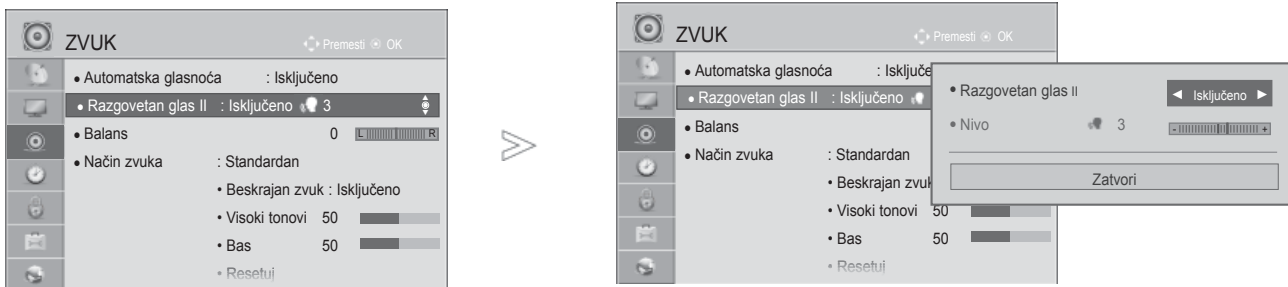 ZVUK
Premesti OK
• Automatska glasnoća : Isključeno
• Razgovetan glas II : Isključeno 3
• Balans 0 L R
• Način zvuka : Standardan
• Beskrajan zvuk : Isključeno
• Visoki tonovi 50
• Bas 50
• Resetuj
ZVUK
Premesti OK
• Automatska glasnoća : Isključe
• Razgovetan glas II : Isključeno
• Balans
• Način zvuka : Standardan
• Beskrajan zvuk
• Visoki tonovi 50
• Bas 50
• Resetuj
• Razgovetan glas II ◄ Isključeno ►
• Nivo 3 - +
Zatvori